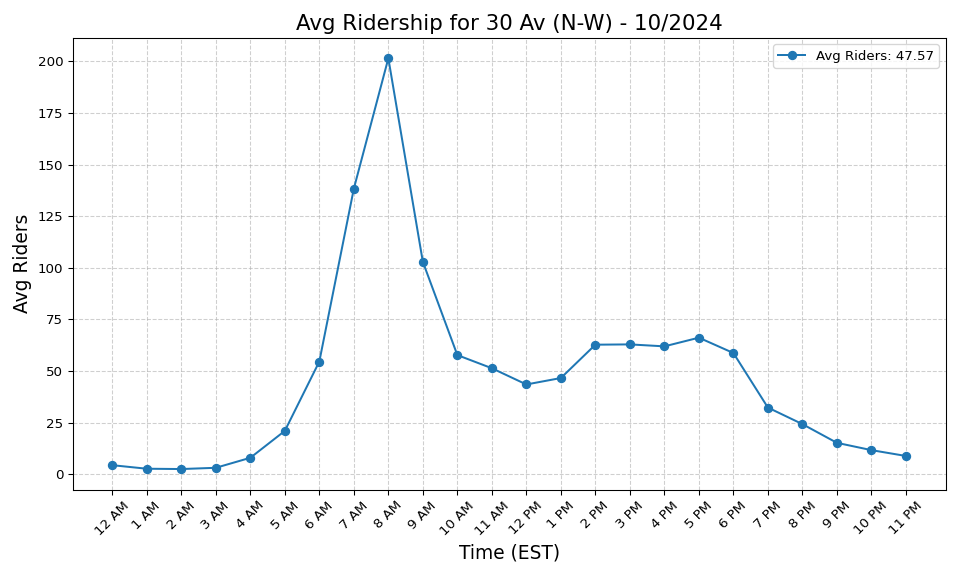 Avg Ridership for 30 Av (N-W) - 10/2024
Avg Riders: 47.57
Avg Riders
200
175
150
125
100
75
50
25
0
12 AM
1 AM
2 AM
3 AM
4 AM
5 AM
6 AM
7 AM
8 AM
9 AM
10 AM
11 AM
12 PM
1 PM
2 PM
3 PM
4 PM
5 PM
6 PM
7 PM
8 PM
9 PM
10 PM
11 PM
Time (EST)